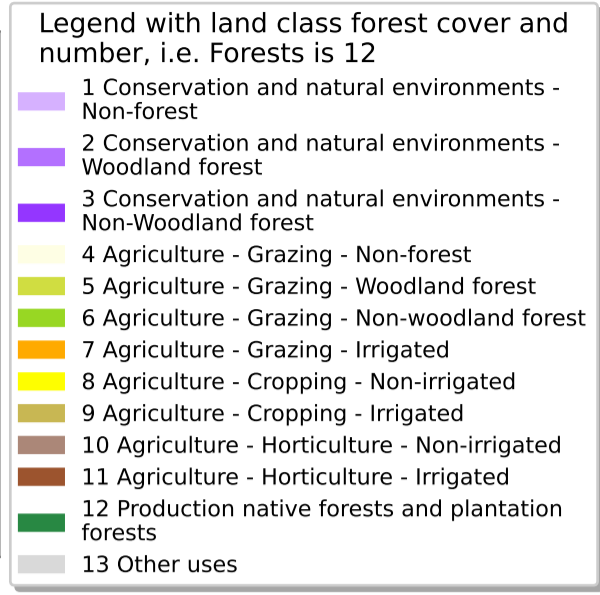 Legend with land class forest cover and
number, i.e. Forests is 12
1 Conservation and natural environments -
Non-forest
2 Conservation and natural environments -
Woodland forest
3 Conservation and natural environments -
Non-Woodland forest
4 Agriculture - Grazing - Non-forest
5 Agriculture - Grazing - Woodland forest
6 Agriculture - Grazing - Non-woodland forest
7 Agriculture - Grazing - Irrigated
8 Agriculture - Cropping - Non-irrigated
9 Agriculture - Cropping - Irrigated
10 Agriculture - Horticulture - Non-irrigated
11 Agriculture - Horticulture - Irrigated
12 Production native forests and plantation
forests
13 Other uses